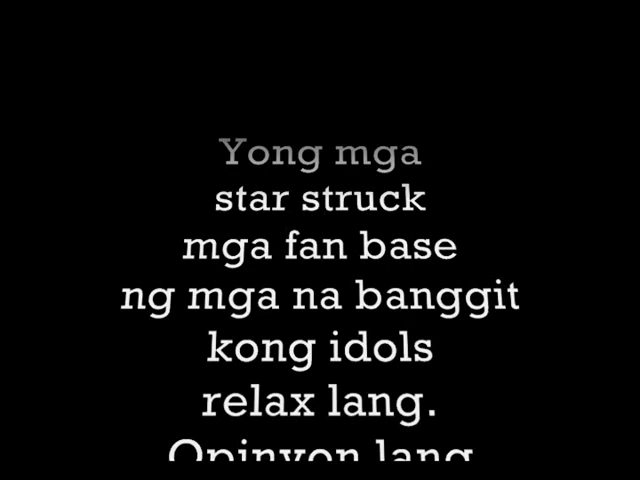 Yong mga
star struck
mga fan base
ng mga na banggit
kong idols
relax lang.
Opinyon lang